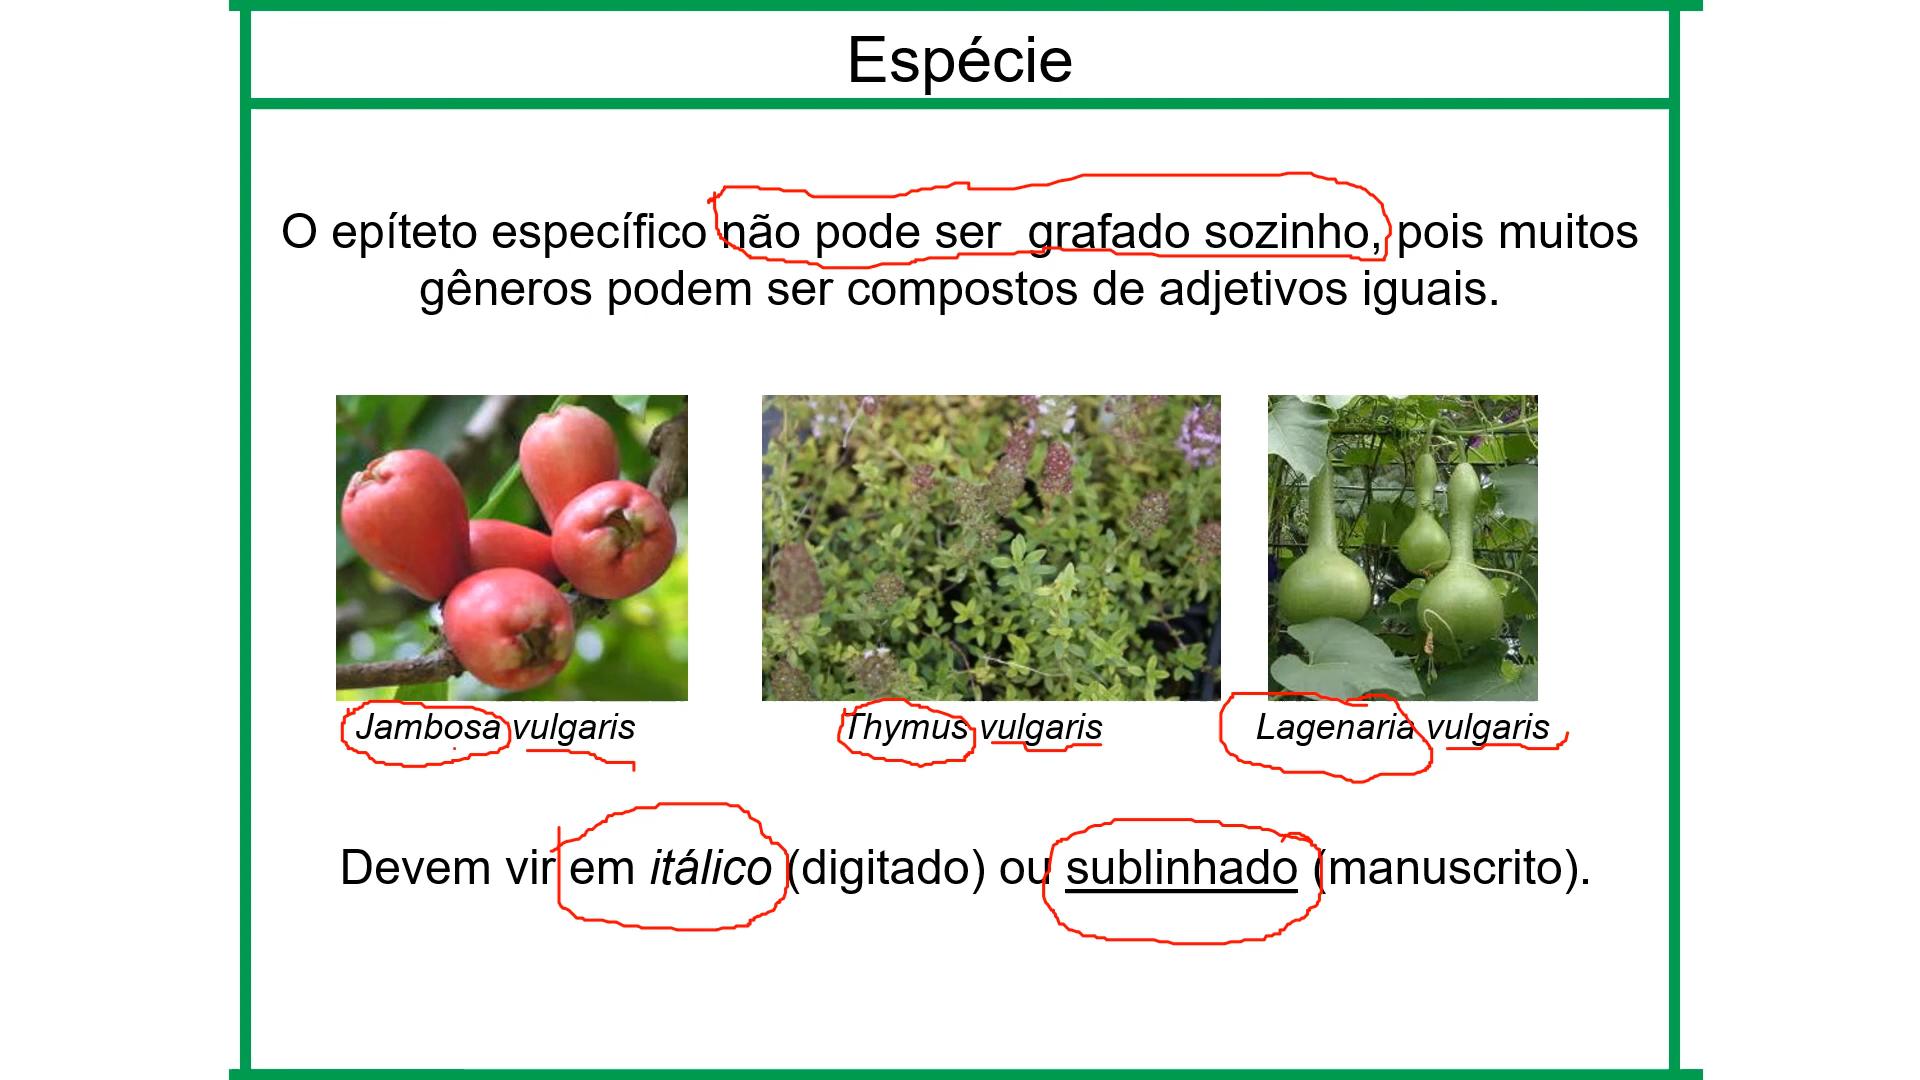 Espécie
O epíteto específico não pode ser  grafado sozinho, pois muitos
gêneros podem ser compostos de adjetivos iguais.
Jambosa vulgaris
Thymus vulgaris
Lagenaria vulgaris
Devem vir em itálico (digitado) ou sublinhado (manuscrito).